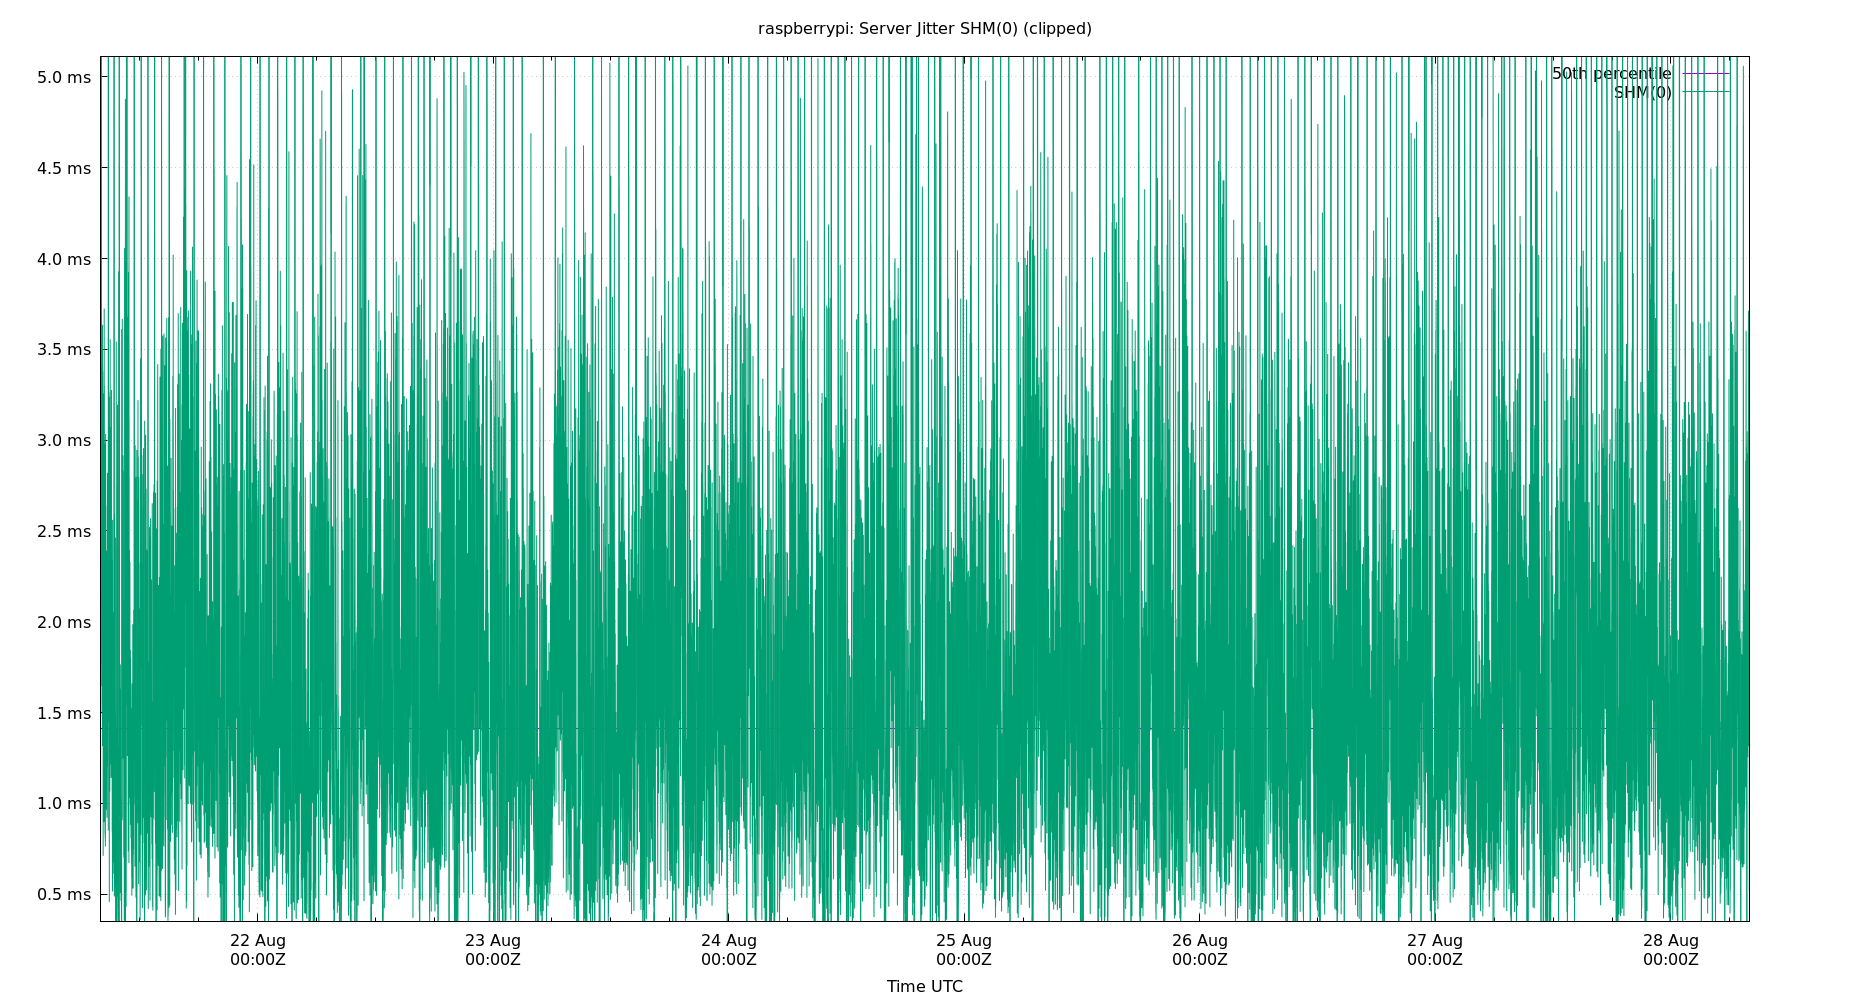 raspberrypi: Server Jitter SHM(0) (clipped)
5.0 ms
50th percentile
SHM(0)
4.5 ms
4.0 ms
3.5 ms
3.0 ms
2.5 ms
2.0 ms
1.5 ms
1.0 ms
0.5 ms
22 Aug 23 Aug 24 Aug 25 Aug 26 Aug 27 Aug 28 Aug
00:00Z 00:00Z 00:00Z 00:00Z 00:00Z 00:00Z 00:00Z
Time UTC